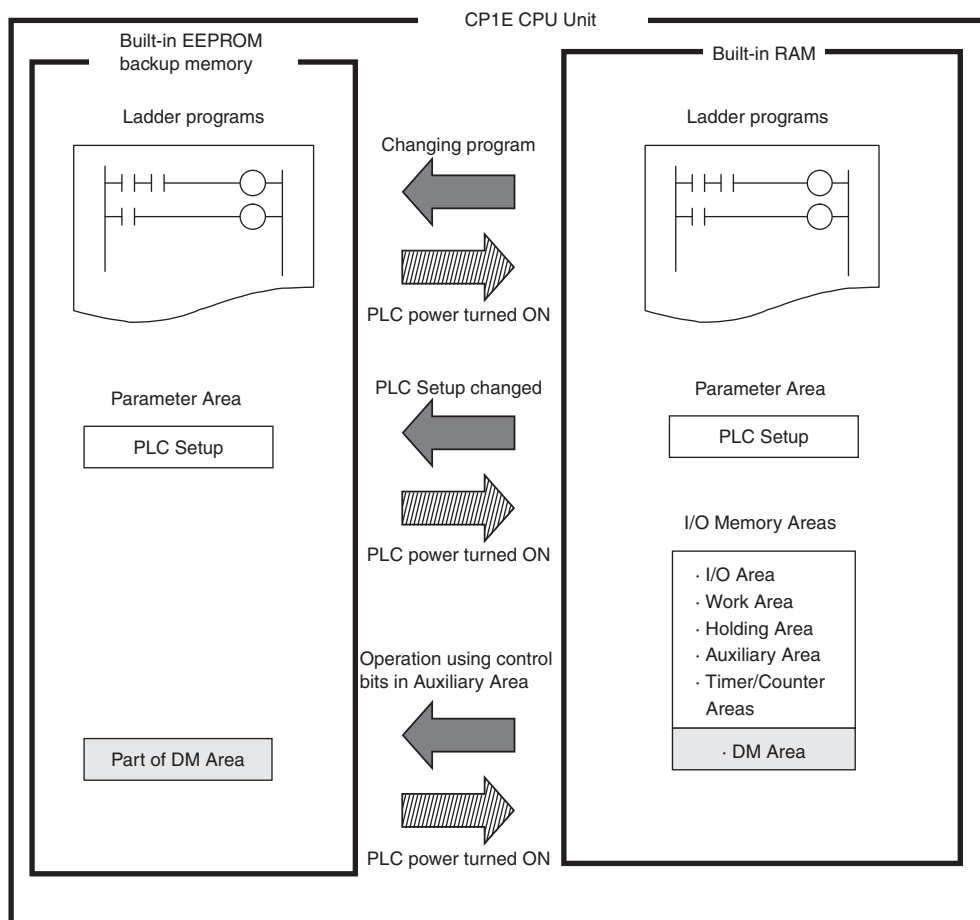 CP1E CPU Unit
Built-in EEPROM
backup memory
Ladder programs
Parameter Area
PLC Setup
Part of DM Area
Changing program
PLC power turned ON
PLC Setup changed
PLC power turned ON
Operation using control
bits in Auxiliary Area
PLC power turned ON
Built-in RAM
Ladder programs
Parameter Area
PLC Setup
I/O Memory Areas
· I/O Area
· Work Area
· Holding Area
· Auxiliary Area
· Timer/Counter
Areas
· DM Area